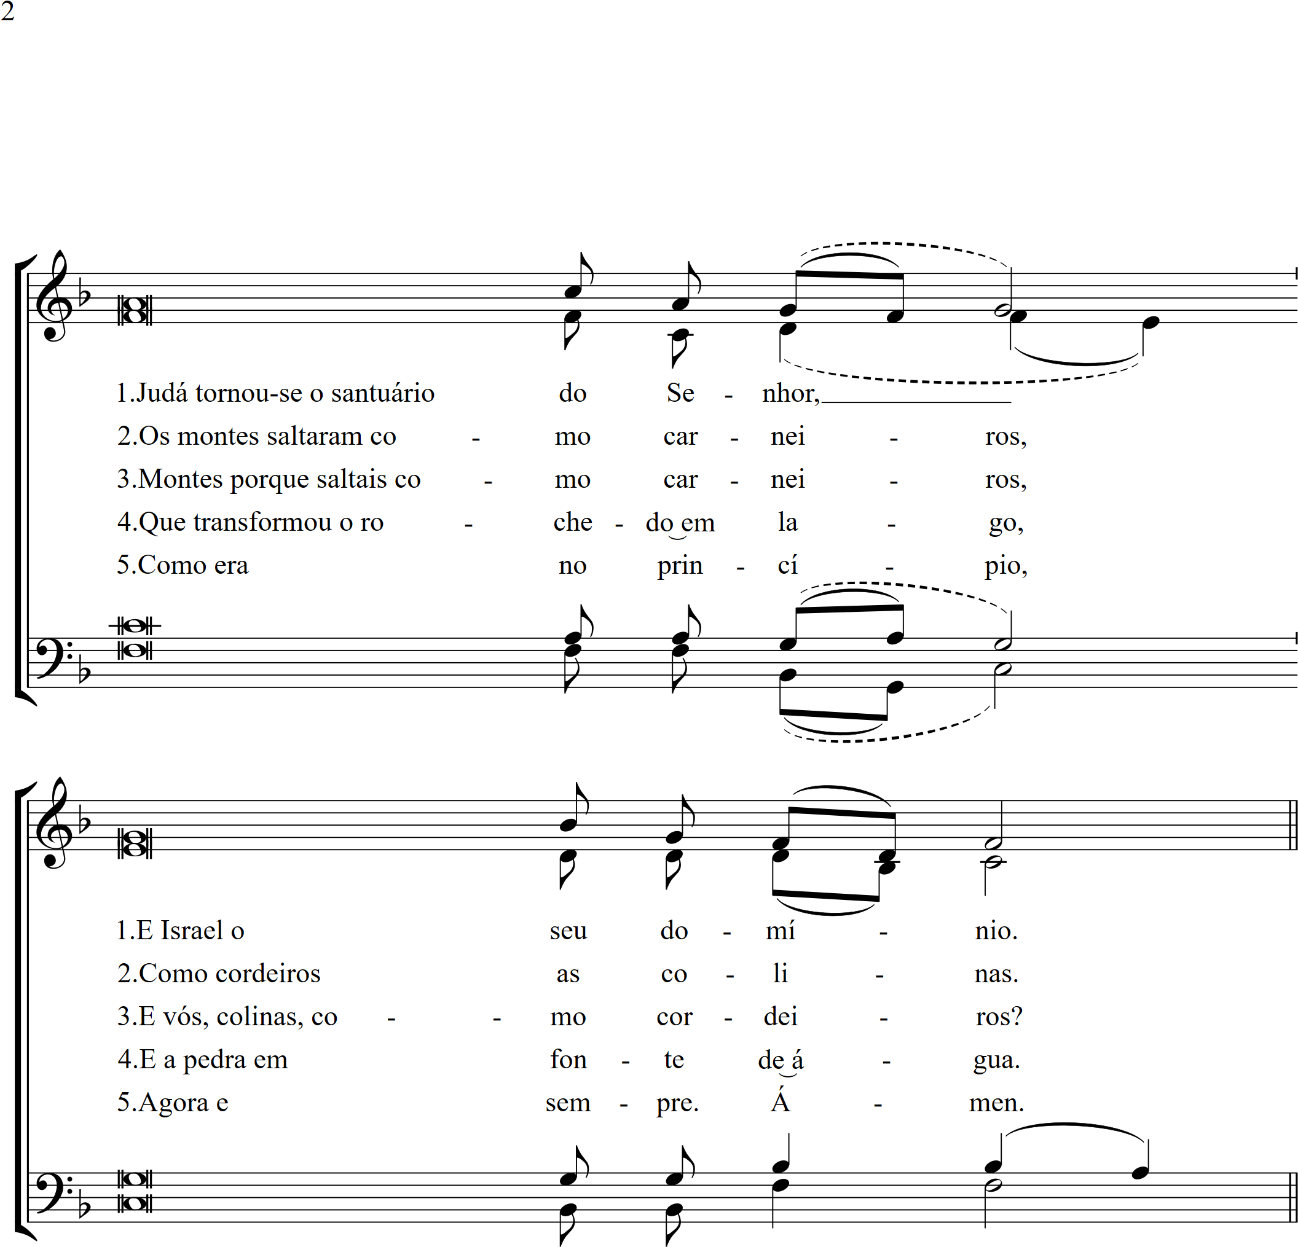 2
1.Judá tornou-se o santuário do Se - nhor,
2.Os montes saltaram co - mo car - nei - ros,
3.Montes porque saltais co - mo car - nei - ros,
4.Que transformou o ro - che - do‿em la - go,
5.Como era no prin - cí - pio,
1.E Israel o seu do - mí - nio.
2.Como cordeiros as co - li - nas.
3.E vós, colinas, co - - mo cor - dei - ros?
4.E a pedra em fon - te de‿á - gua.
5.Agora e sem - pre. Á - men.